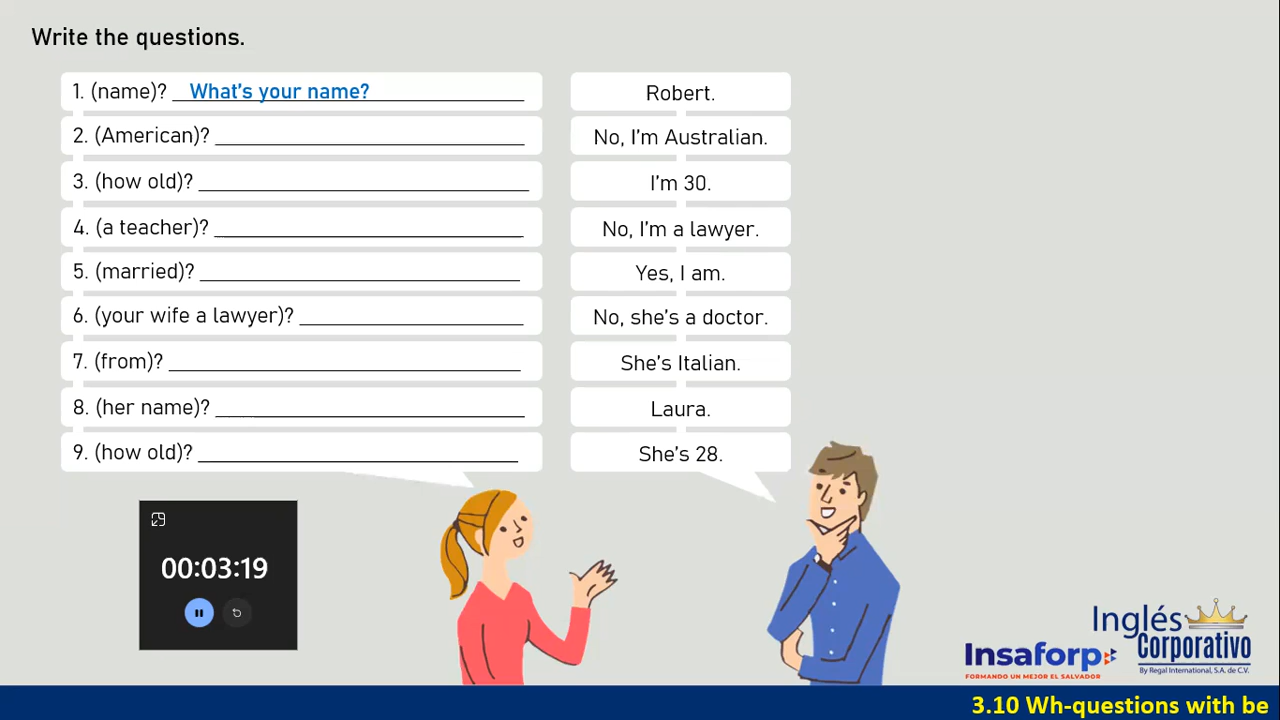 Write the questions.
1. (name)? What's your name?
Robert.
2. (American)?
No, I'm Australian.
3. (how old)?
I'm 30.
4. (a teacher)?
No, I'm a lawyer.
5. (married)?
Yes, I am.
6. (your wife a lawyer)?
No, she's a doctor.
7. (from)?
She's Italian.
8. (her name)?
Laura.
9. (how old)?
She's 28.
00:03:19
Insaforp
FORMANDO UN MEJOR EL SALVADOR
Inglés
Corporativo
By Regal International, S.A. de C.V.
3.10 Wh-questions with be